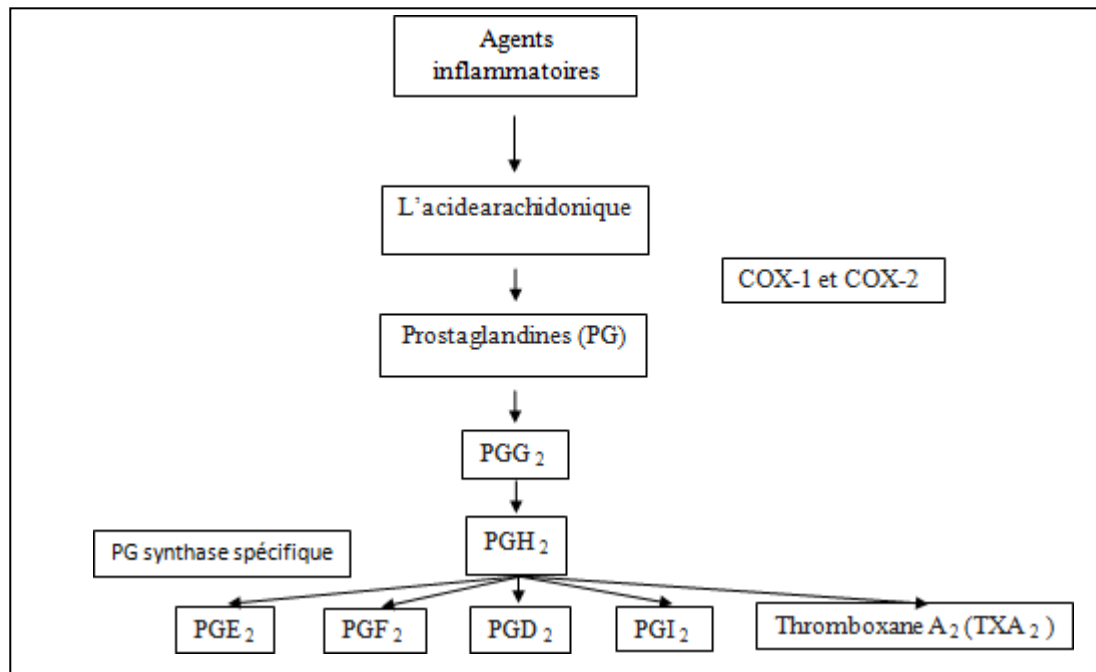 Agents
inflammatoires
L'acidearachidonique
COX-1 et COX-2
Prostaglandines (PG)
PGG 2
PGH 2
PG synthase spécifique
PGE 2
PGF 2
PGD 2
PGI 2
Thromboxane A 2 (TXA 2 )